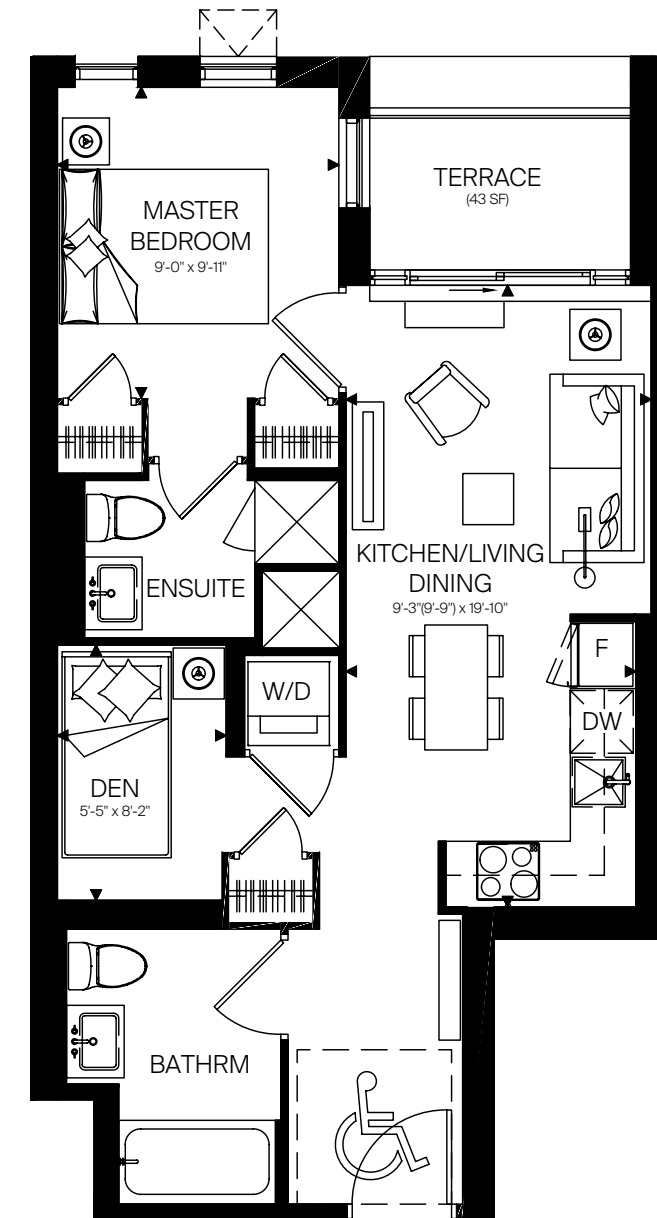 TERRACE
(43 SF)
MASTER
BEDROOM
9'-0" x 9'-11"
KITCHEN/LIVING
DINING
9'-3"(9'-9") x 19'-10"
ENSUITE
W/D
F
DW
DEN
5'-5" x 8'-2"
BATHRM